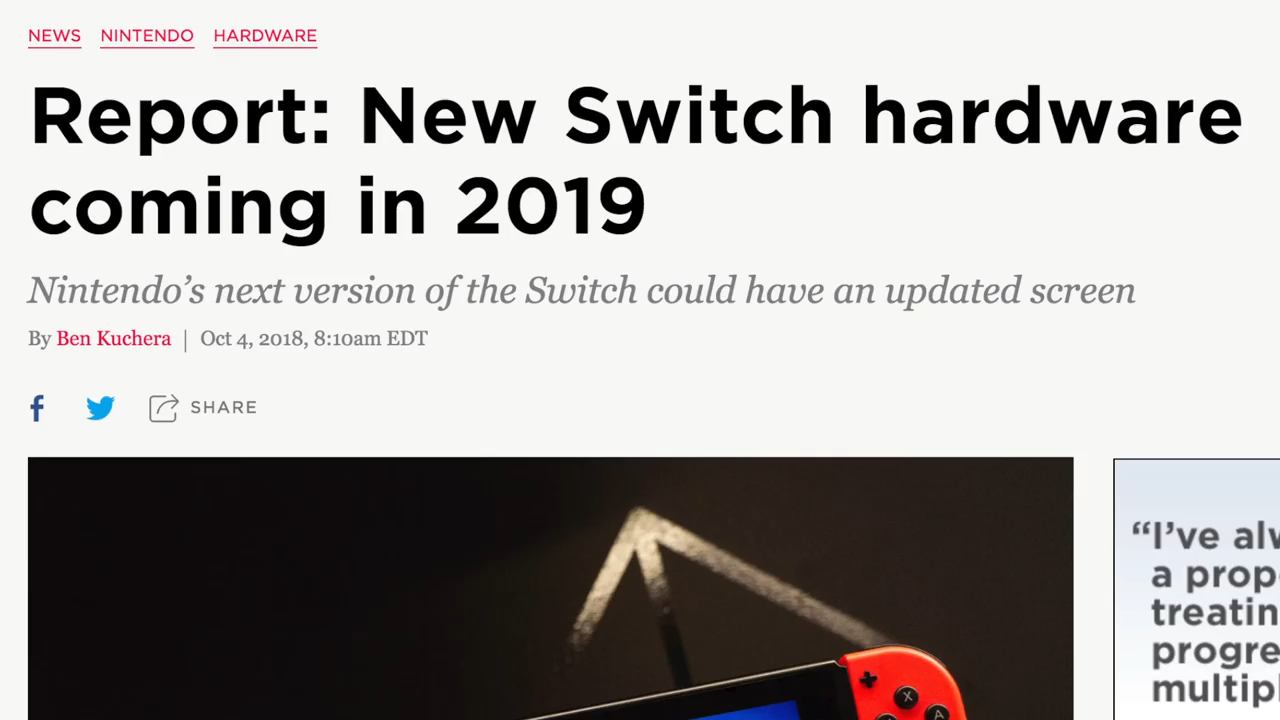 NEWS NINTENDO HARDWARE
Report: New Switch hardware
coming in 2019
Nintendo’s next version of the Switch could have an updated screen
By Ben Kuchera | Oct 4, 2018, 8:10am EDT
SHARE
X
A
“I’ve
a